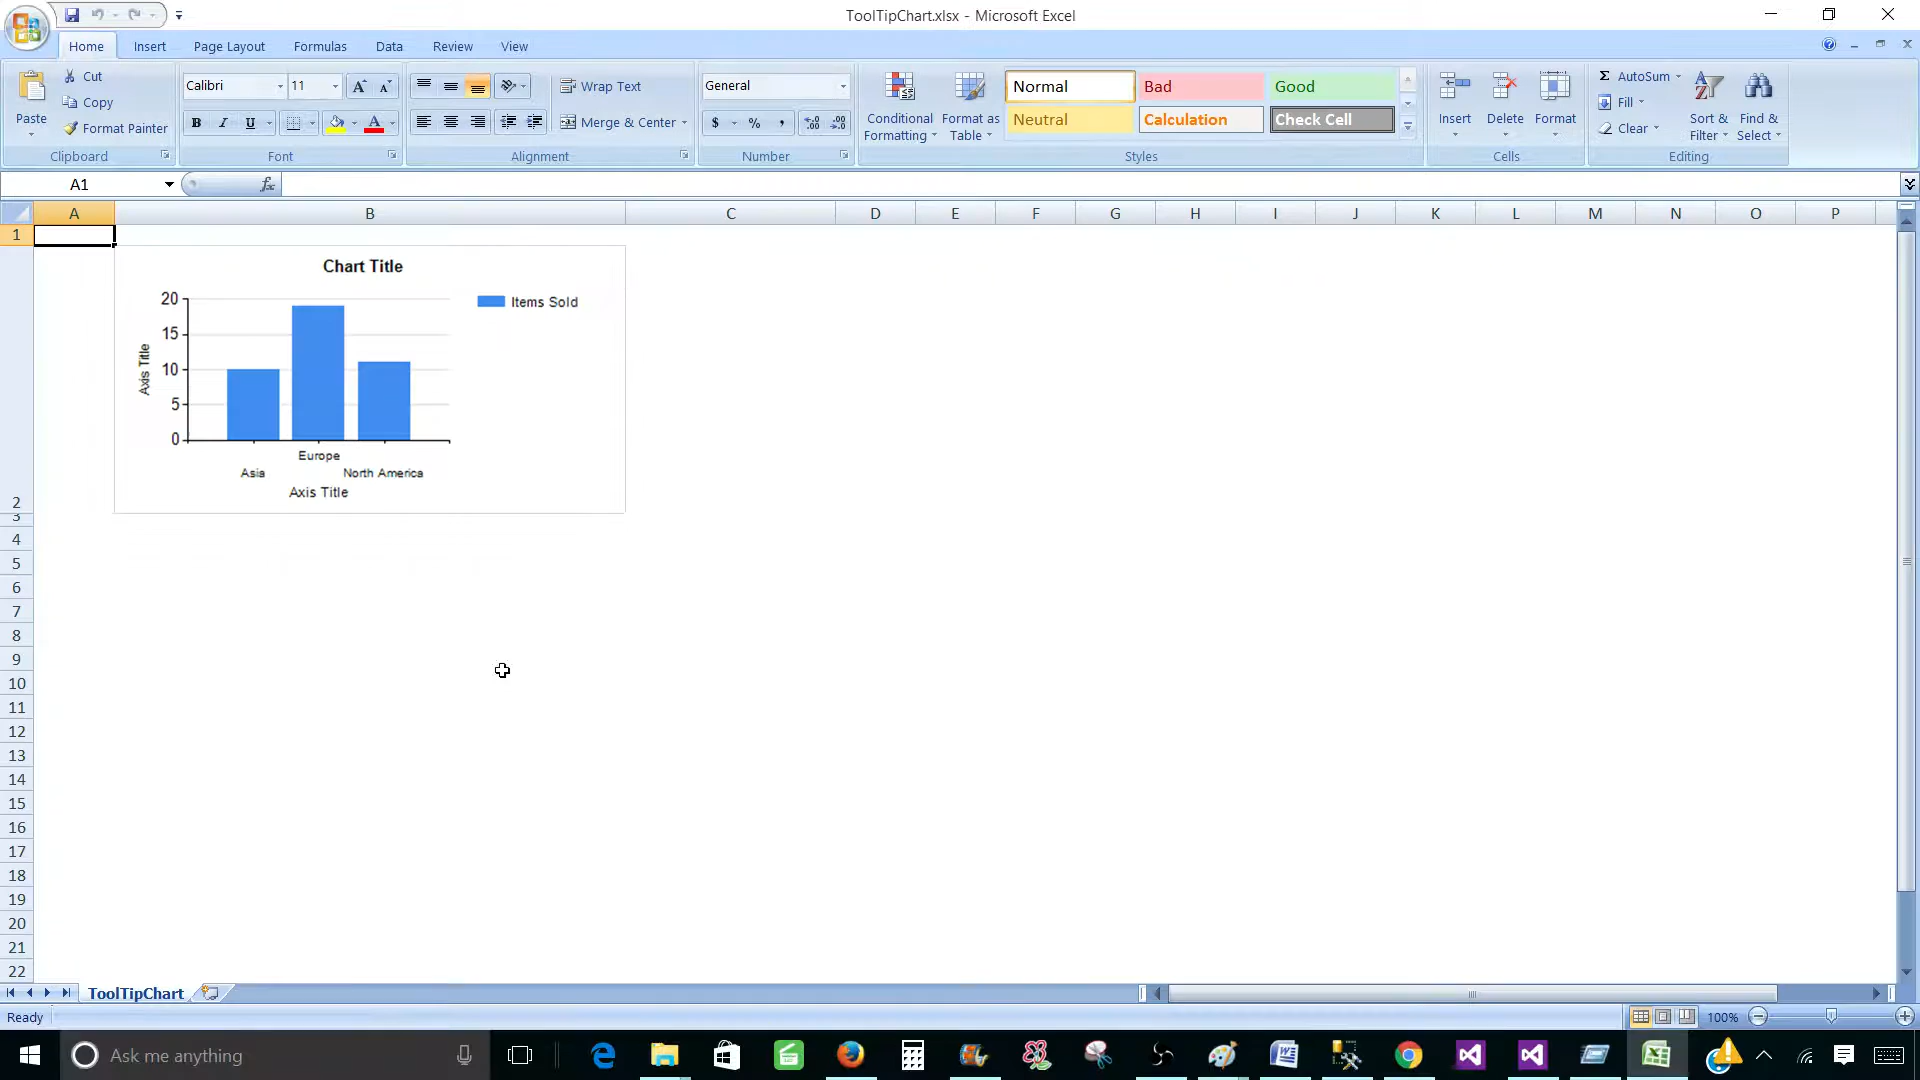 ToolTipChart.xlsx - Microsoft Excel
Home Insert Page Layout Formulas Data Review View
Paste
Cut
Copy
Format Painter
Clipboard
Calibri 11
B I U
Font
Wrap Text
Merge & Center
Alignment
General
$ % ,
Number
Conditional Formatting
Format as Table
Normal Bad Good
Neutral Calculation Check Cell
Styles
Insert Delete Format
Cells
Σ AutoSum
Fill
Clear
Sort & Filter
Find & Select
Editing
A1
fx
A B C D E F G H I J K L M N O P
1
2
3
4
5
6
7
8
9
10
11
12
13
14
15
16
17
18
19
20
21
22
Chart Title
Items Sold
20
15
10
5
0
Axis Title
Europe
Asia North America
Axis Title
ToolTipChart
Ready
100%
Ask me anything